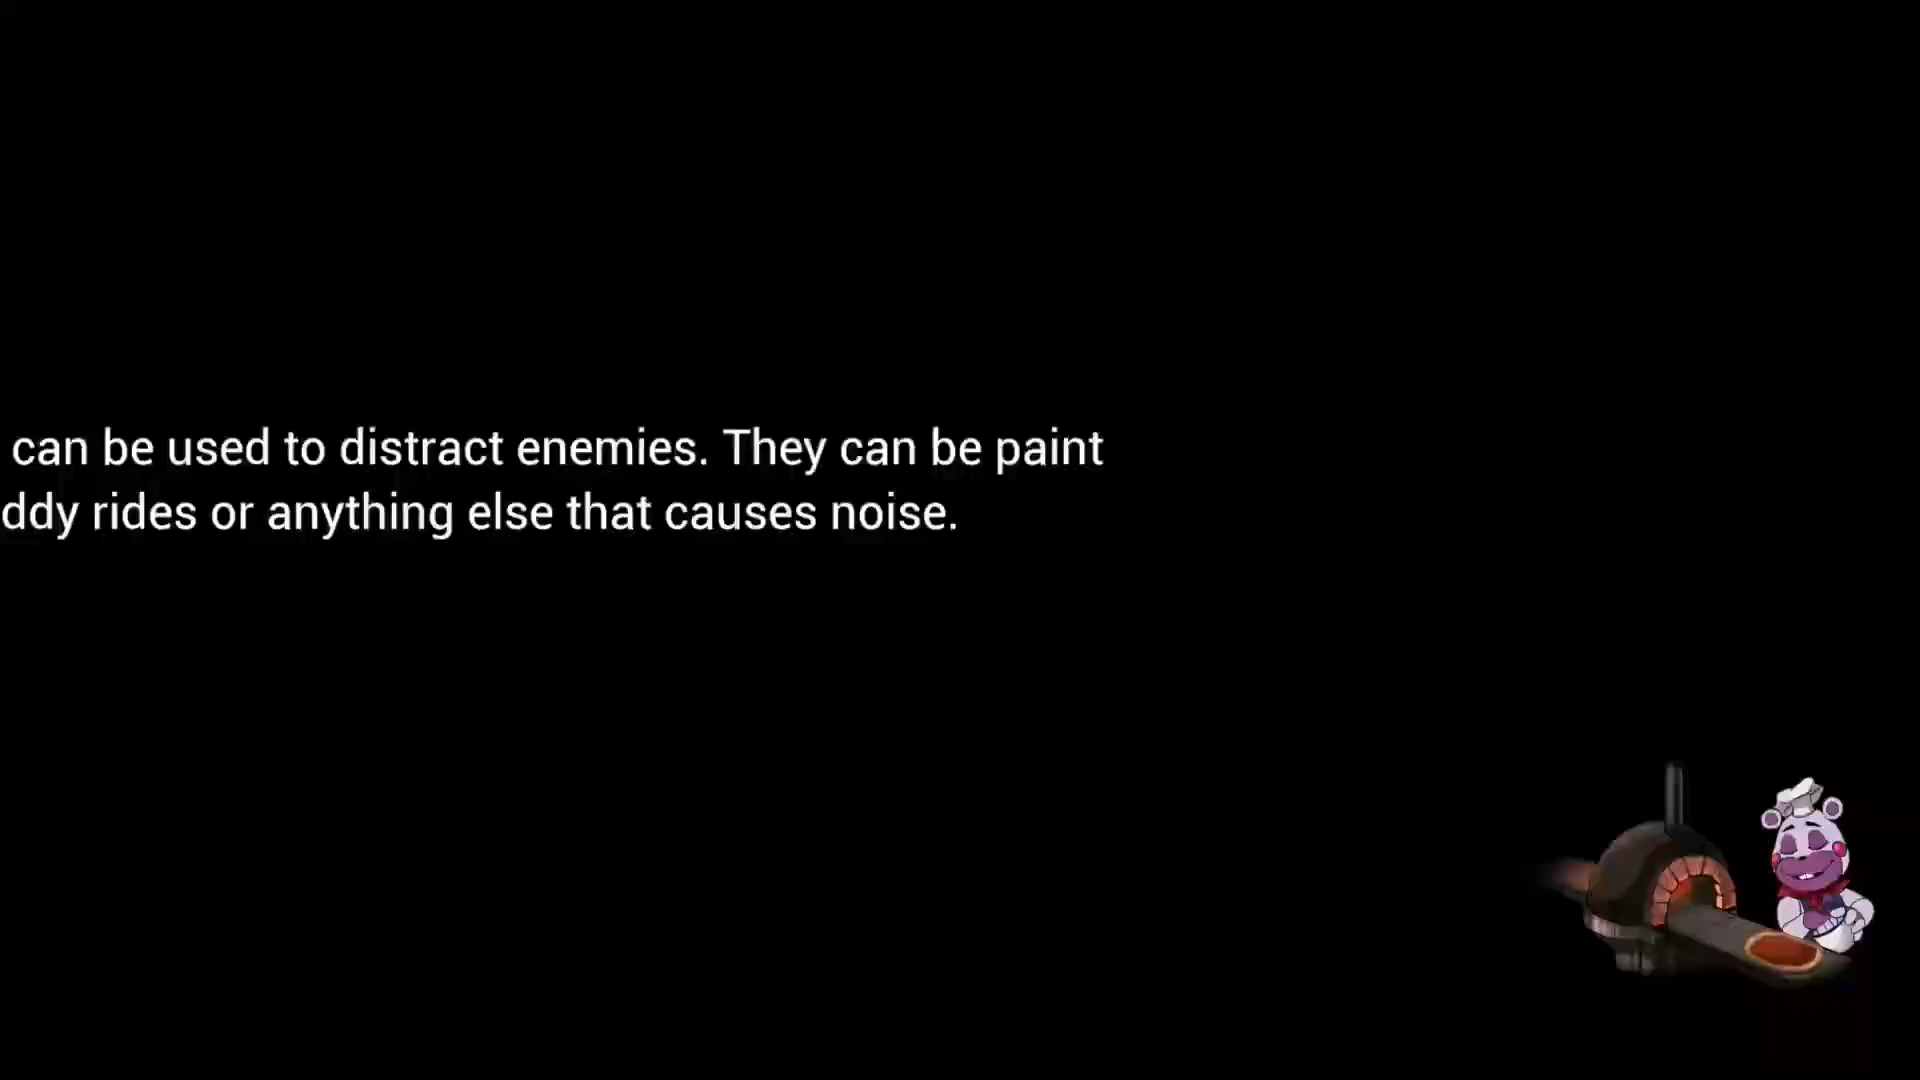 can be used to distract enemies. They can be paint
ddy rides or anything else that causes noise.